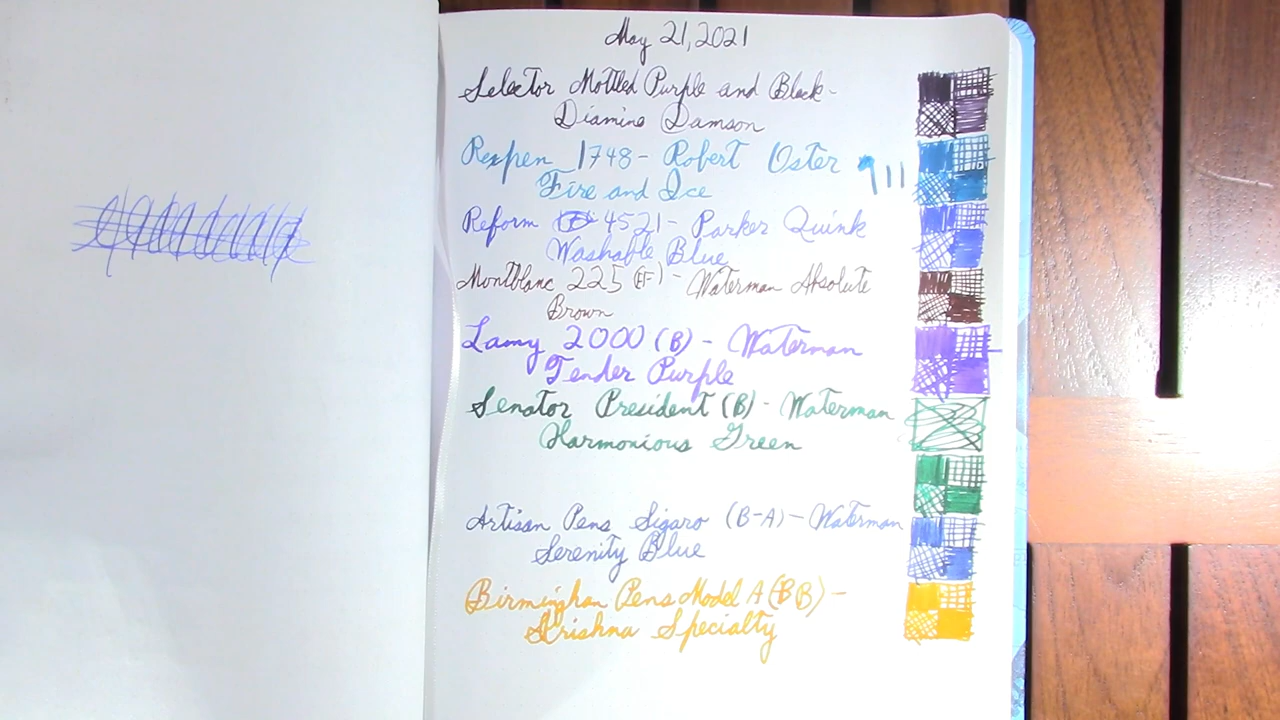 May 21, 2021
Selector Mottled Purple and Black-
Diamine Damson
Respen 1748- Robert Oster
Fire and Ice
911
Reform 4521- Parker Quink
Washable Blue
Montblanc 225 (EF) - Waterman Absolute
Brown
Lamy 2000 (B) - Waterman
Tender Purple
Senator President (B) - Waterman
Harmonious Green
Artisan Pens Sigaro (B-A) - Waterman
Serenity Blue
Birmingham Pens Model A (BB) -
Krishna Specialty